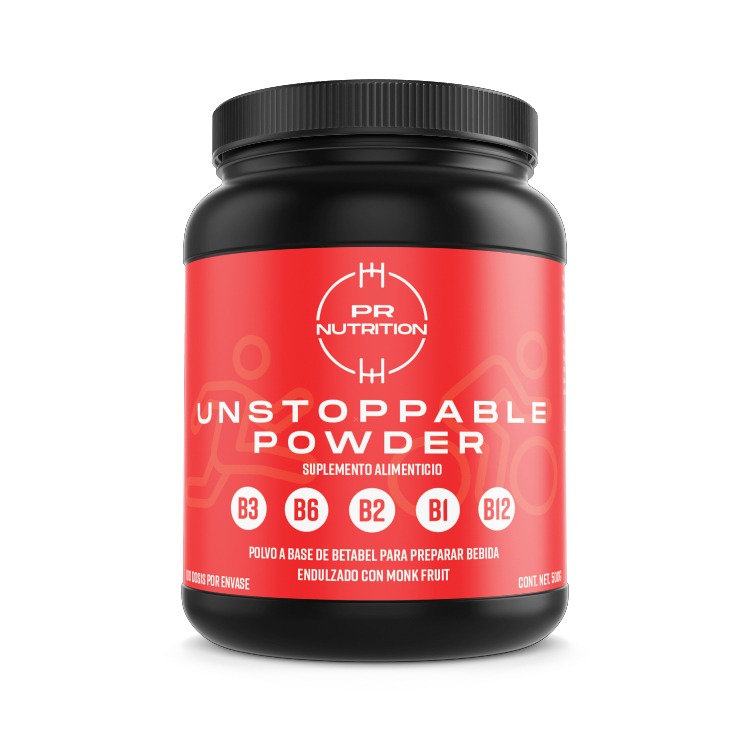 PR
NUTRITION
UNSTOPPABLE
POWDER
SUPLEMENTO ALIMENTICIO
B3 B6 B2 B1 B12
POLVO A BASE DE BETABEL PARA PREPARAR BEBIDA
ENDULZADO CON MONK FRUIT
DOSIS POR ENVASE
CONT. NET. 500G